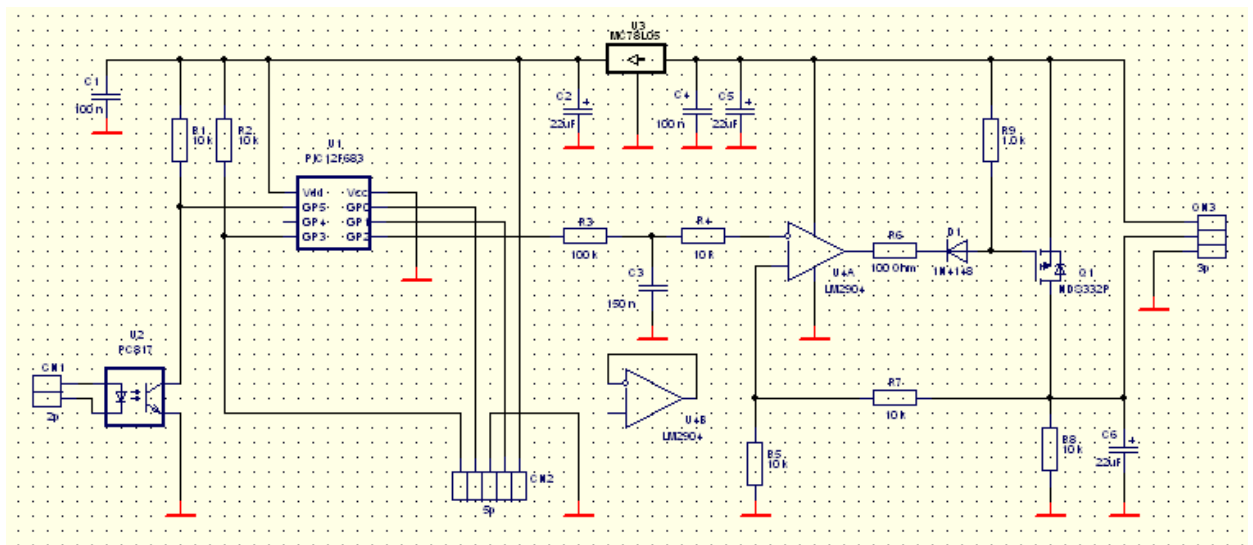 U3
MC78L05
C1
100n
R1
10k
R2
10k
U1
PIC12F683
C2
22uF
C4
100n
C5
22uF
R9
1.0k
Vdd
Vcc
GP5
GP0
GP4
GP1
GP3
GP2
R3
100k
R4
10R
C3
150n
U4A
LM2904
R6
100 Ohm
D1
1N4148
Q1
NDS332P
CN3
3p
U2
PC817
CN1
2p
U4B
LM2904
R7
10k
R5
10k
R8
10k
C6
22uF
CN2
5p